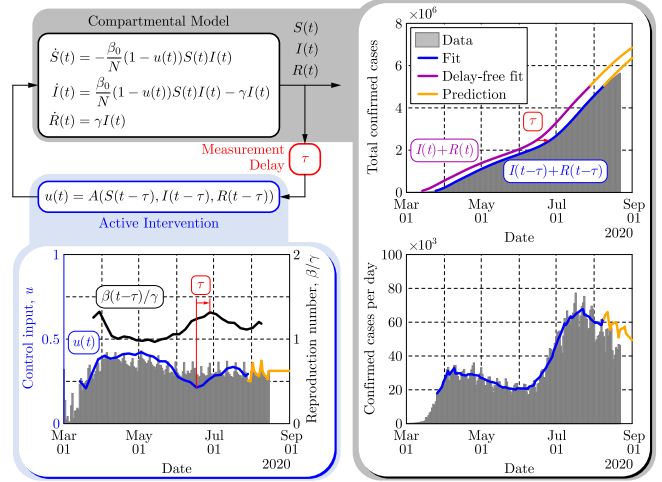 Compartmental Model
Ṡ(t) = −β₀/N (1 − u(t))S(t)I(t)
İ(t) = β₀/N (1 − u(t))S(t)I(t) − γI(t)
Ṙ(t) = γI(t)
S(t)
I(t)
R(t)
Measurement
Delay
τ
u(t) = A(S(t−τ), I(t−τ), R(t−τ))
Active Intervention
Control input, u
1
0.5
0
β(t−τ)/γ
u(t)
τ
2
1
0
Reproduction number, β/γ
Mar May Jul Sep
01 01 01 01
Date 2020
×10⁶
Total confirmed cases
8
6
4
2
0
Data
Fit
Delay-free fit
Prediction
τ
I(t)+R(t)
I(t−τ)+R(t−τ)
Mar May Jul Sep
01 01 01 01
Date 2020
×10³
Confirmed cases per day
100
80
60
40
20
0
Mar May Jul Sep
01 01 01 01
Date 2020